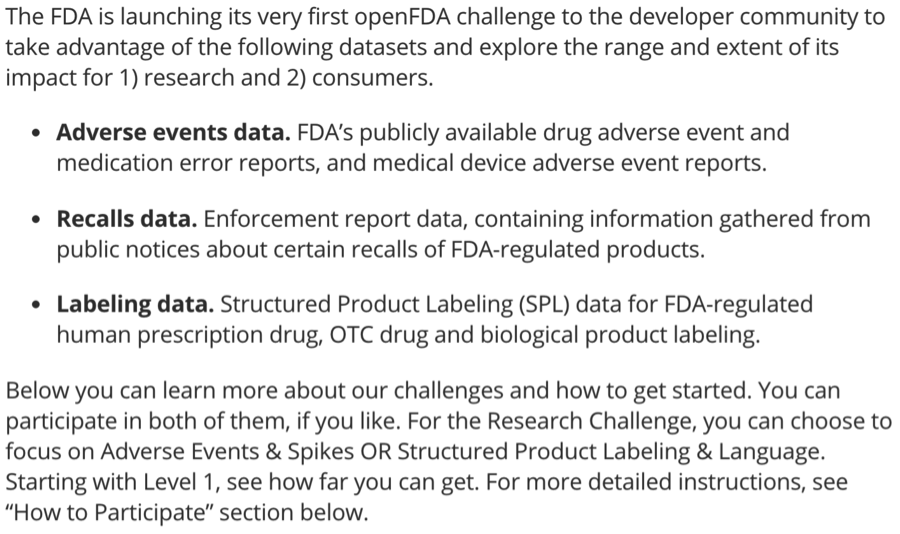 The FDA is launching its very first openFDA challenge to the developer community to
take advantage of the following datasets and explore the range and extent of its
impact for 1) research and 2) consumers.
• Adverse events data. FDA’s publicly available drug adverse event and
medication error reports, and medical device adverse event reports.
• Recalls data. Enforcement report data, containing information gathered from
public notices about certain recalls of FDA-regulated products.
• Labeling data. Structured Product Labeling (SPL) data for FDA-regulated
human prescription drug, OTC drug and biological product labeling.
Below you can learn more about our challenges and how to get started. You can
participate in both of them, if you like. For the Research Challenge, you can choose to
focus on Adverse Events & Spikes OR Structured Product Labeling & Language.
Starting with Level 1, see how far you can get. For more detailed instructions, see
“How to Participate” section below.